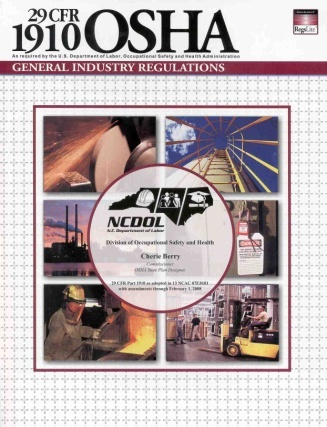 29 CFR
1910 OSHA
As required by the U.S. Department of Labor, Occupational Safety and Health Administration
GENERAL INDUSTRY REGULATIONS
RegsLite
NCDOL
N.C. Department of Labor
Division of Occupational Safety and Health
Cherie Berry
Commissioner
OSHA State Plan Designee
29 CFR Part 1910 as adopted in 13 NCAC 07F.0101
with amendments through February 1, 2008